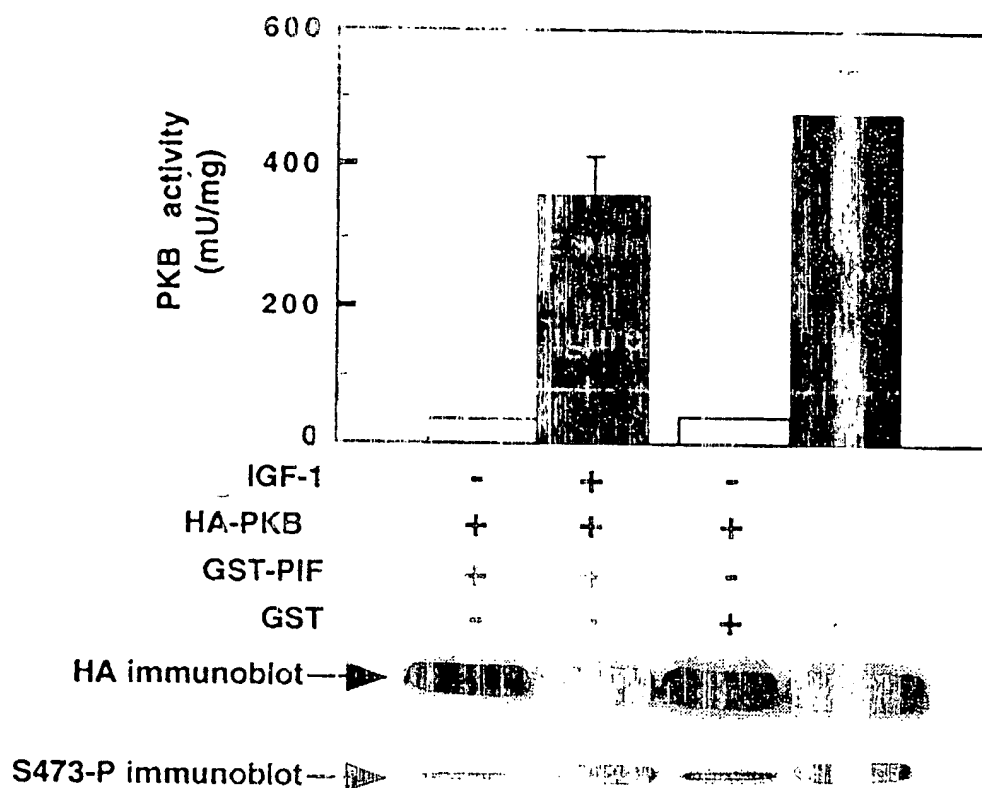 600
400
200
0
PKB activity
(mU/mg)
IGF-1 - + -
HA-PKB + + +
GST-PIF + + -
GST - - +
HA immunoblot
S473-P immunoblot